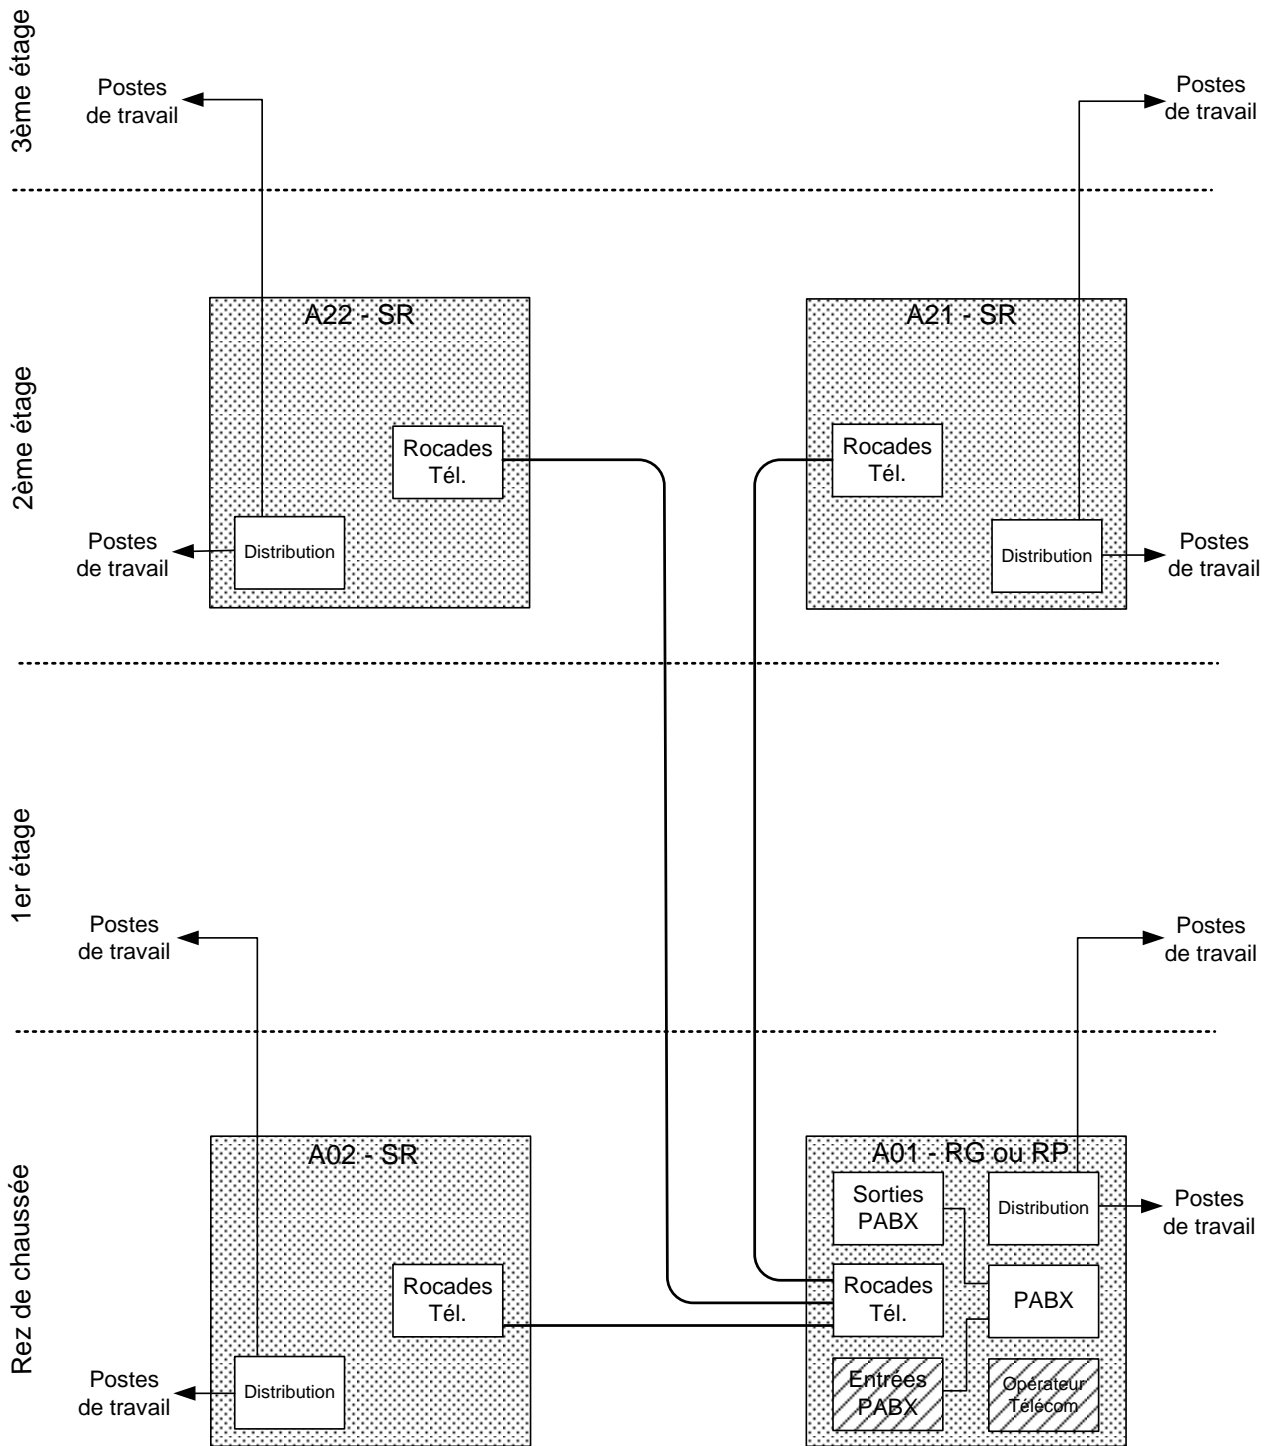 3ème étage
Postes
de travail
Postes
de travail
2ème étage
A22 - SR
Rocades
Tél.
Distribution
Postes
de travail
A21 - SR
Rocades
Tél.
Distribution
Postes
de travail
1er étage
Postes
de travail
Postes
de travail
Rez de chaussée
A02 - SR
Rocades
Tél.
Distribution
Postes
de travail
A01 - RG ou RP
Sorties
PABX
Distribution
Postes
de travail
Rocades
Tél.
PABX
Entrées
PABX
Opérateur
Télécom